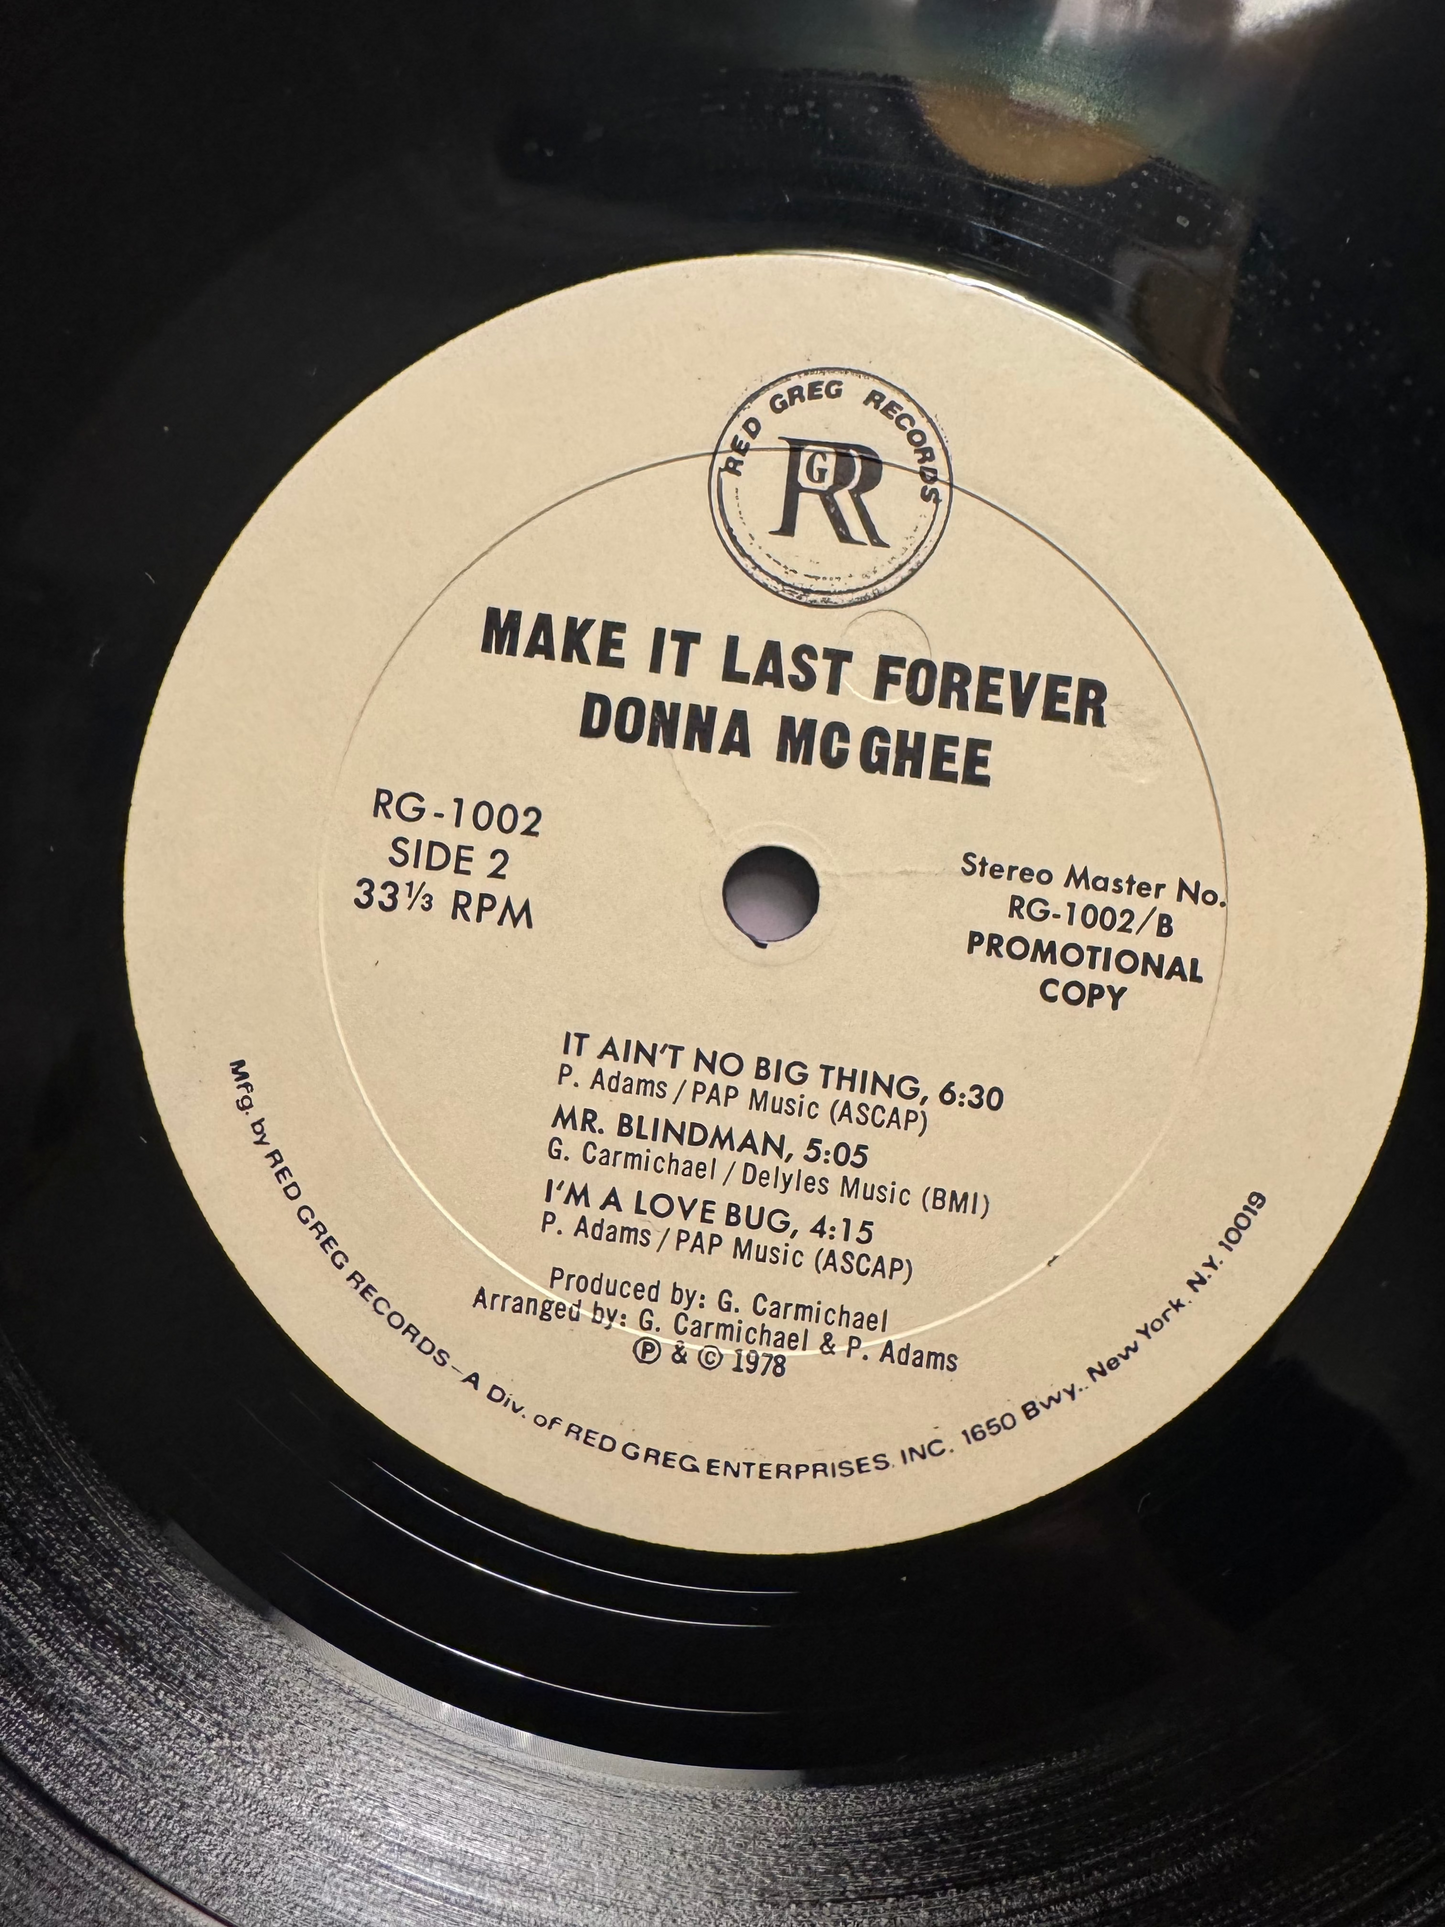 RED GREG RECORDS
RGR
MAKE IT LAST FOREVER
DONNA MC GHEE
RG-1002
SIDE 2
33⅓ RPM
Stereo Master No.
RG-1002/B
PROMOTIONAL
COPY
IT AIN'T NO BIG THING, 6:30
P. Adams / PAP Music (ASCAP)
MR. BLINDMAN, 5:05
G. Carmichael / Delyles Music (BMI)
I'M A LOVE BUG, 4:15
P. Adams / PAP Music (ASCAP)
Produced by: G. Carmichael
Arranged by: G. Carmichael & P. Adams
Ⓟ & © 1978
Mfg. by RED GREG RECORDS—A Div. of RED GREG ENTERPRISES. INC. 1650 Bwy.. New York. N.Y. 10019